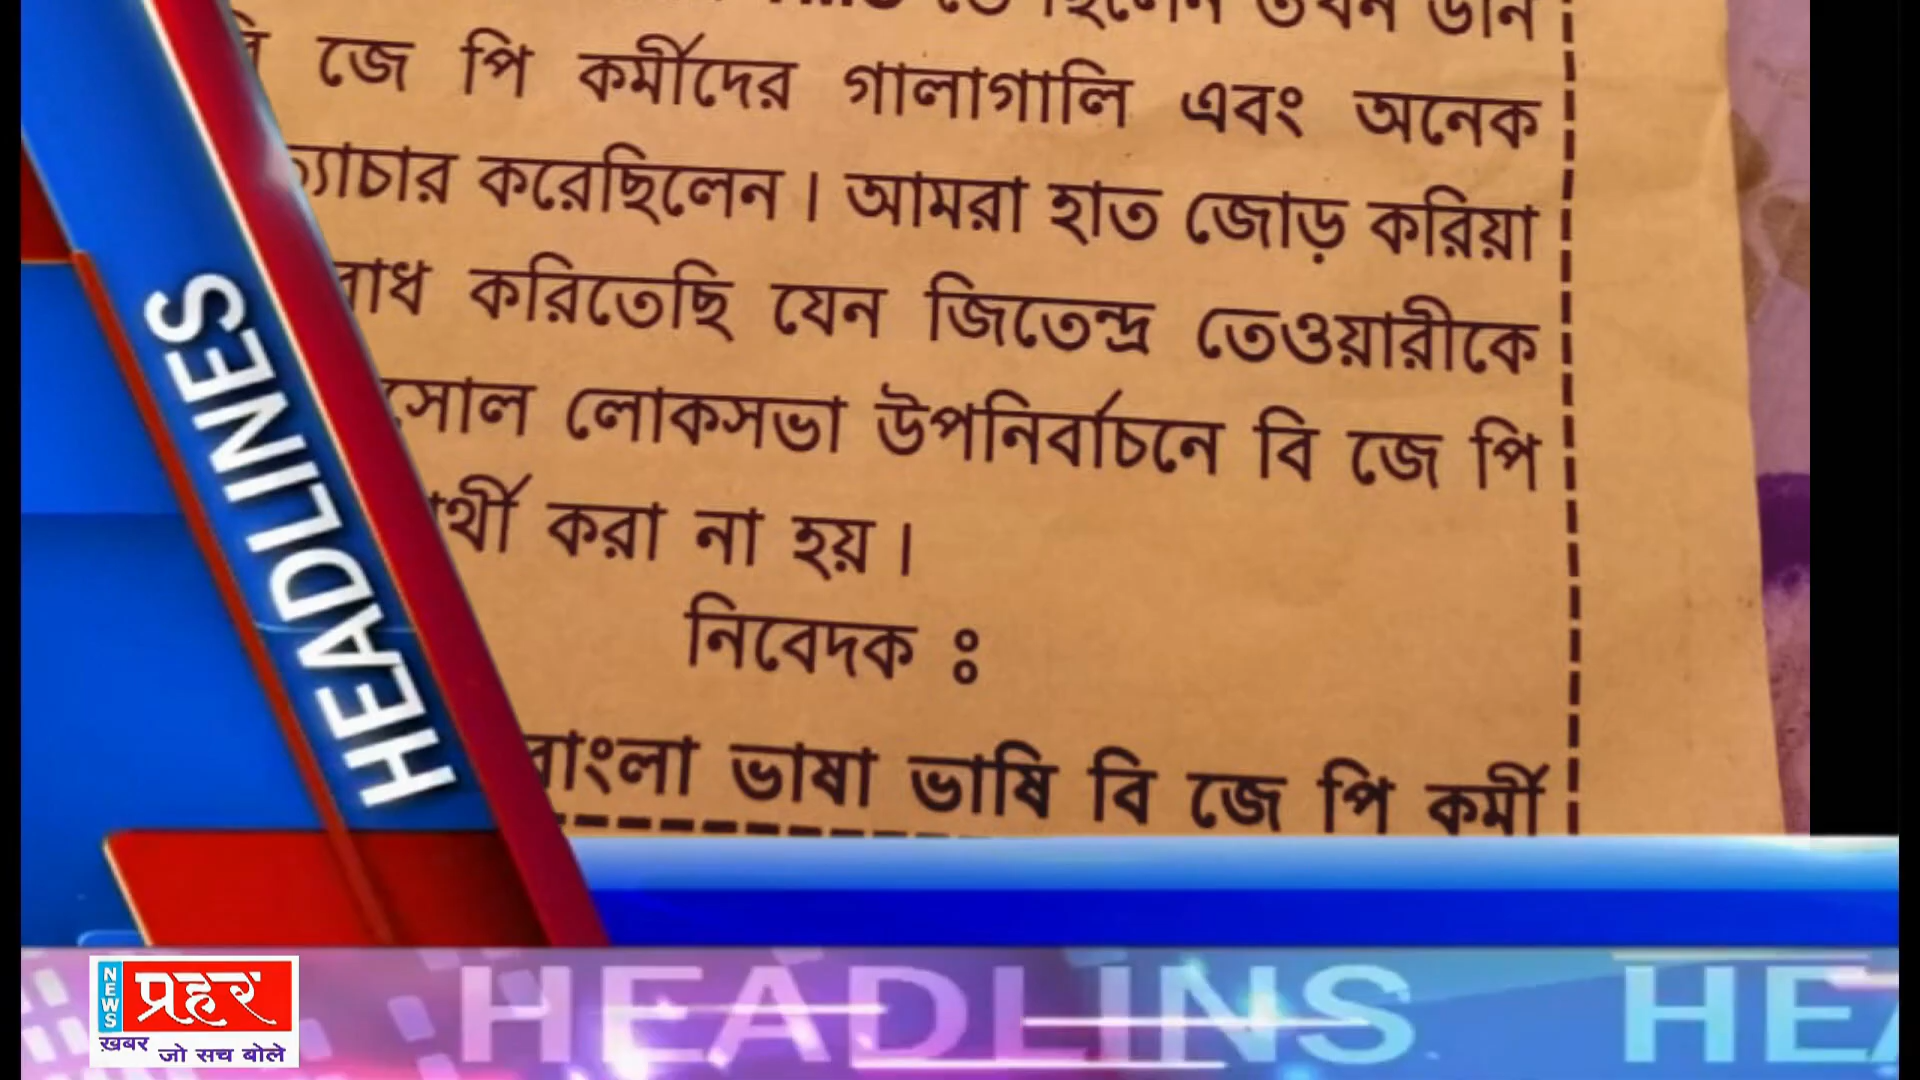 জে পি কর্মীদের গালাগালি এবং অনেক
করেছিলেন। আমরা হাত জোড় করিয়া
করিতেছি যেন জিতেন্দ্র তেওয়ারীকে
লোকসভা উপনির্বাচনে বি জে পি
করা না হয়।
নিবেদক ঃ
বাংলা ভাষা ভাষি বি জে পি কর্মী
HEADLINES
NEWS
प्रहर
ख़बर जो सच बोले
HEADLINS